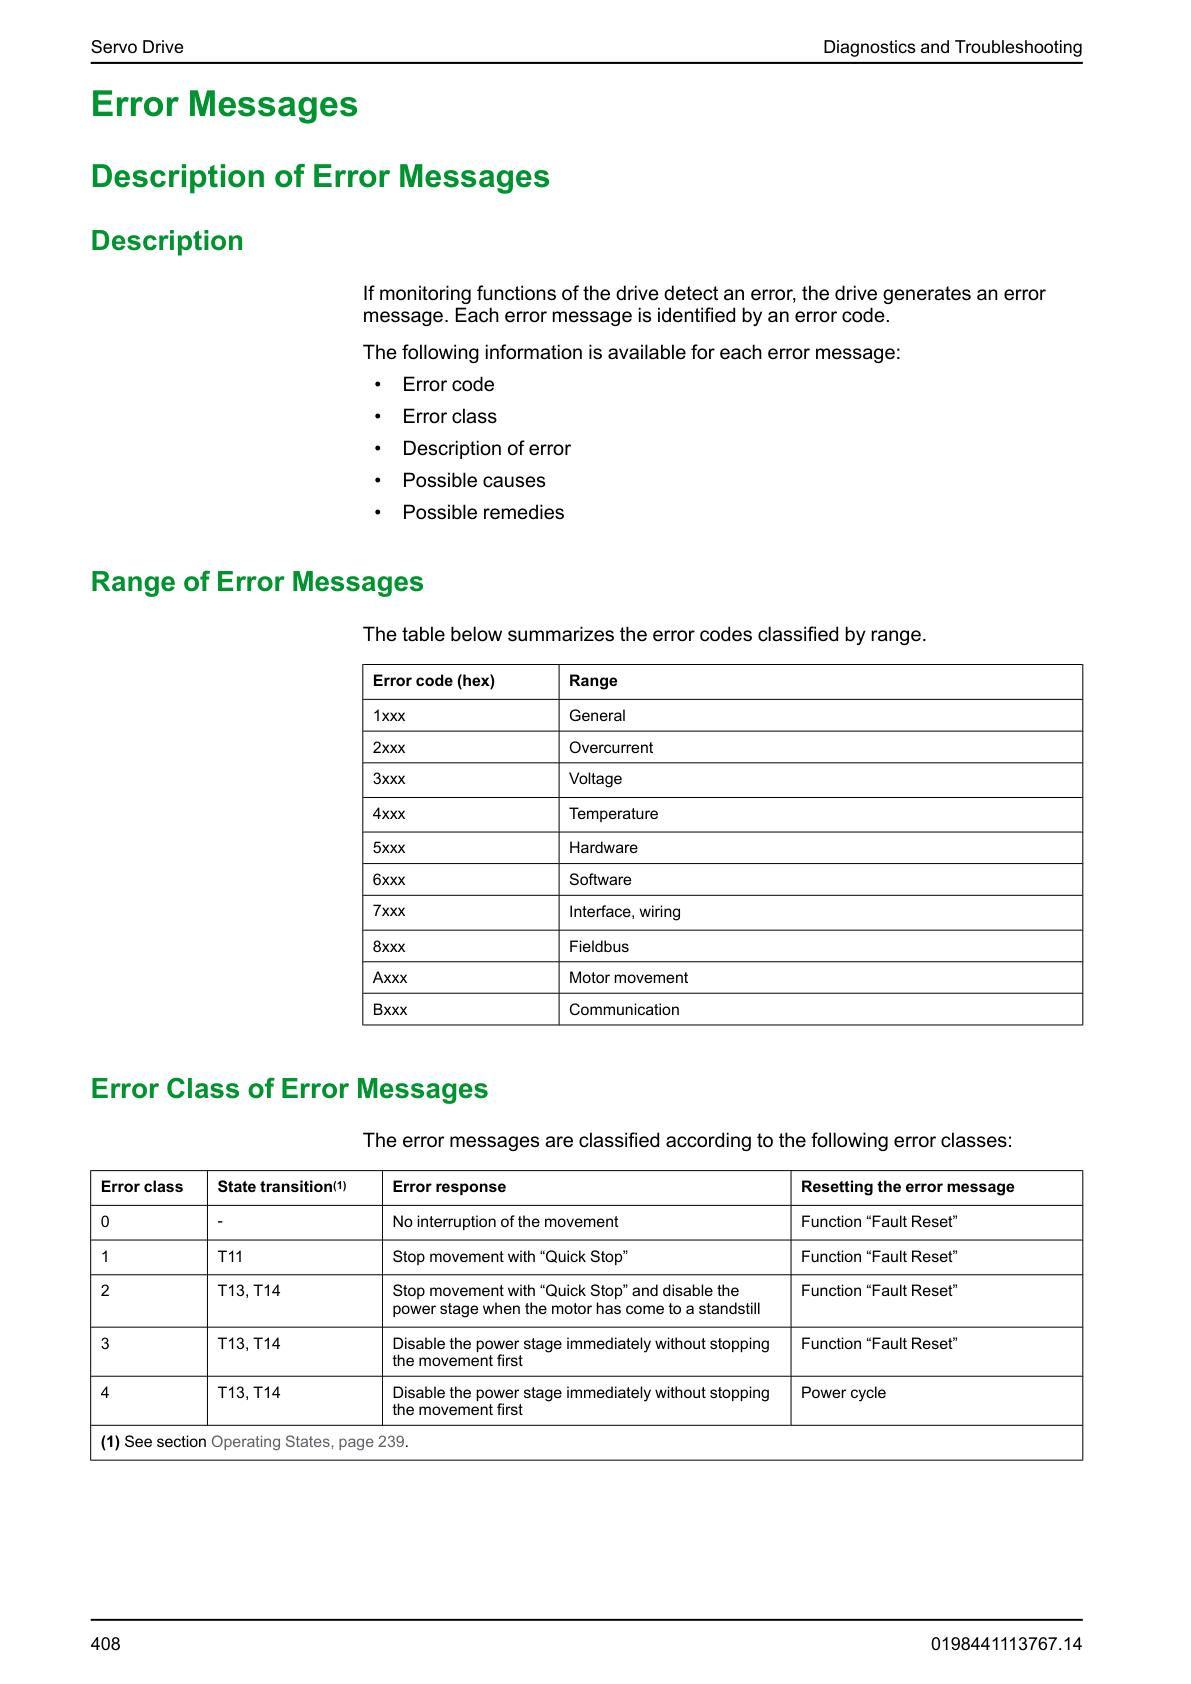 Servo Drive
Diagnostics and Troubleshooting
Error Messages
Description of Error Messages
Description
If monitoring functions of the drive detect an error, the drive generates an error
message. Each error message is identified by an error code.
The following information is available for each error message:
• Error code
• Error class
• Description of error
• Possible causes
• Possible remedies
Range of Error Messages
The table below summarizes the error codes classified by range.
Error code (hex) Range
1xxx General
2xxx Overcurrent
3xxx Voltage
4xxx Temperature
5xxx Hardware
6xxx Software
7xxx Interface, wiring
8xxx Fieldbus
Axxx Motor movement
Bxxx Communication
Error Class of Error Messages
The error messages are classified according to the following error classes:
Error class State transition(1) Error response Resetting the error message
0 - No interruption of the movement Function “Fault Reset”
1 T11 Stop movement with “Quick Stop” Function “Fault Reset”
2 T13, T14 Stop movement with “Quick Stop” and disable the Function “Fault Reset”
power stage when the motor has come to a standstill
3 T13, T14 Disable the power stage immediately without stopping Function “Fault Reset”
the movement first
4 T13, T14 Disable the power stage immediately without stopping Power cycle
the movement first
(1) See section Operating States, page 239.
408
0198441113767.14